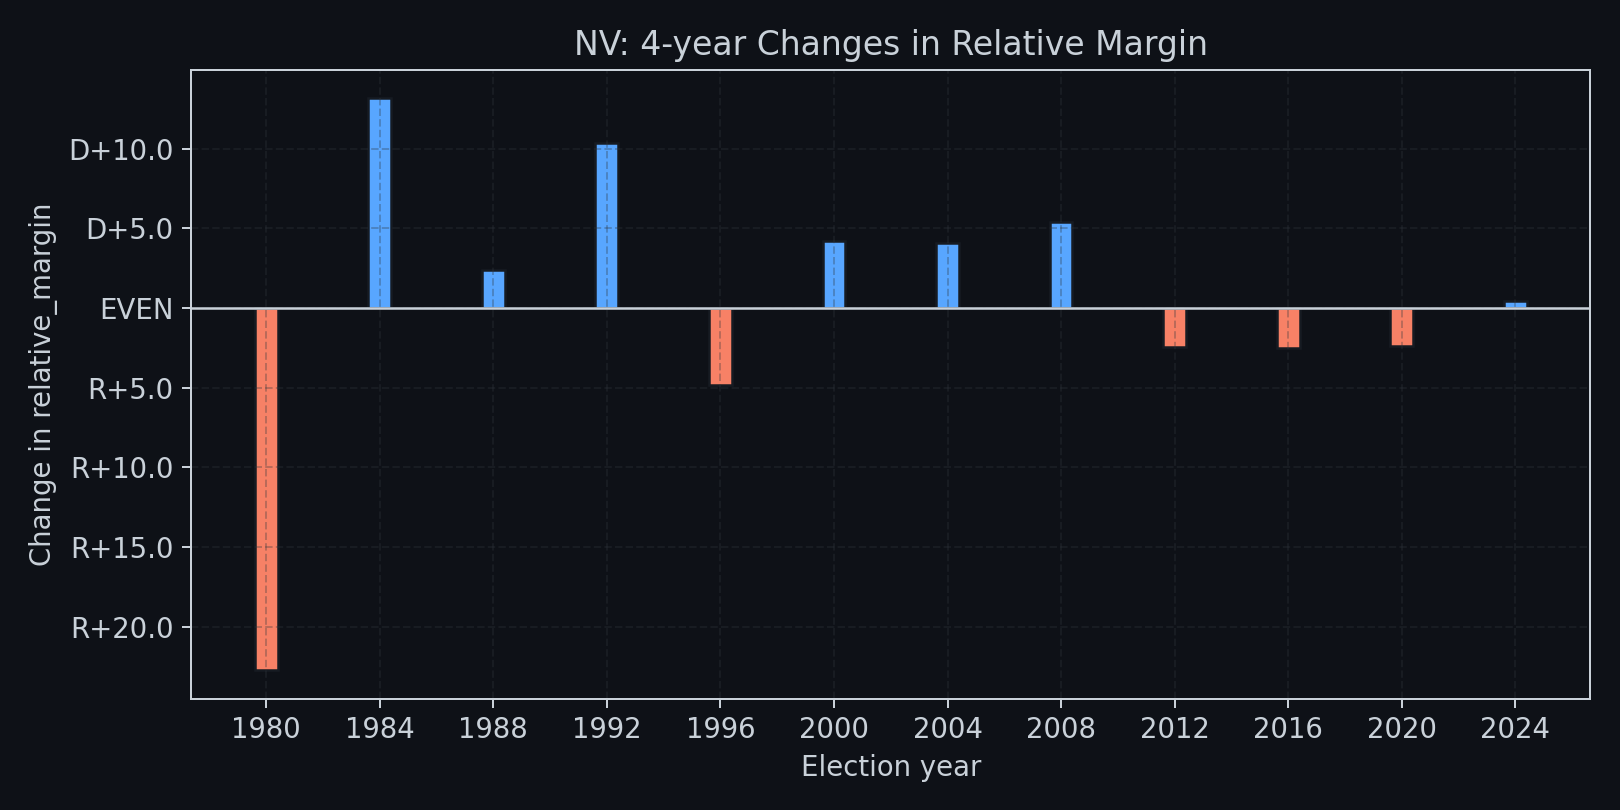 NV: 4-year Changes in Relative Margin
Change in relative_margin
D+10.0
D+5.0
EVEN
R+5.0
R+10.0
R+15.0
R+20.0
1980 1984 1988 1992 1996 2000 2004 2008 2012 2016 2020 2024
Election year